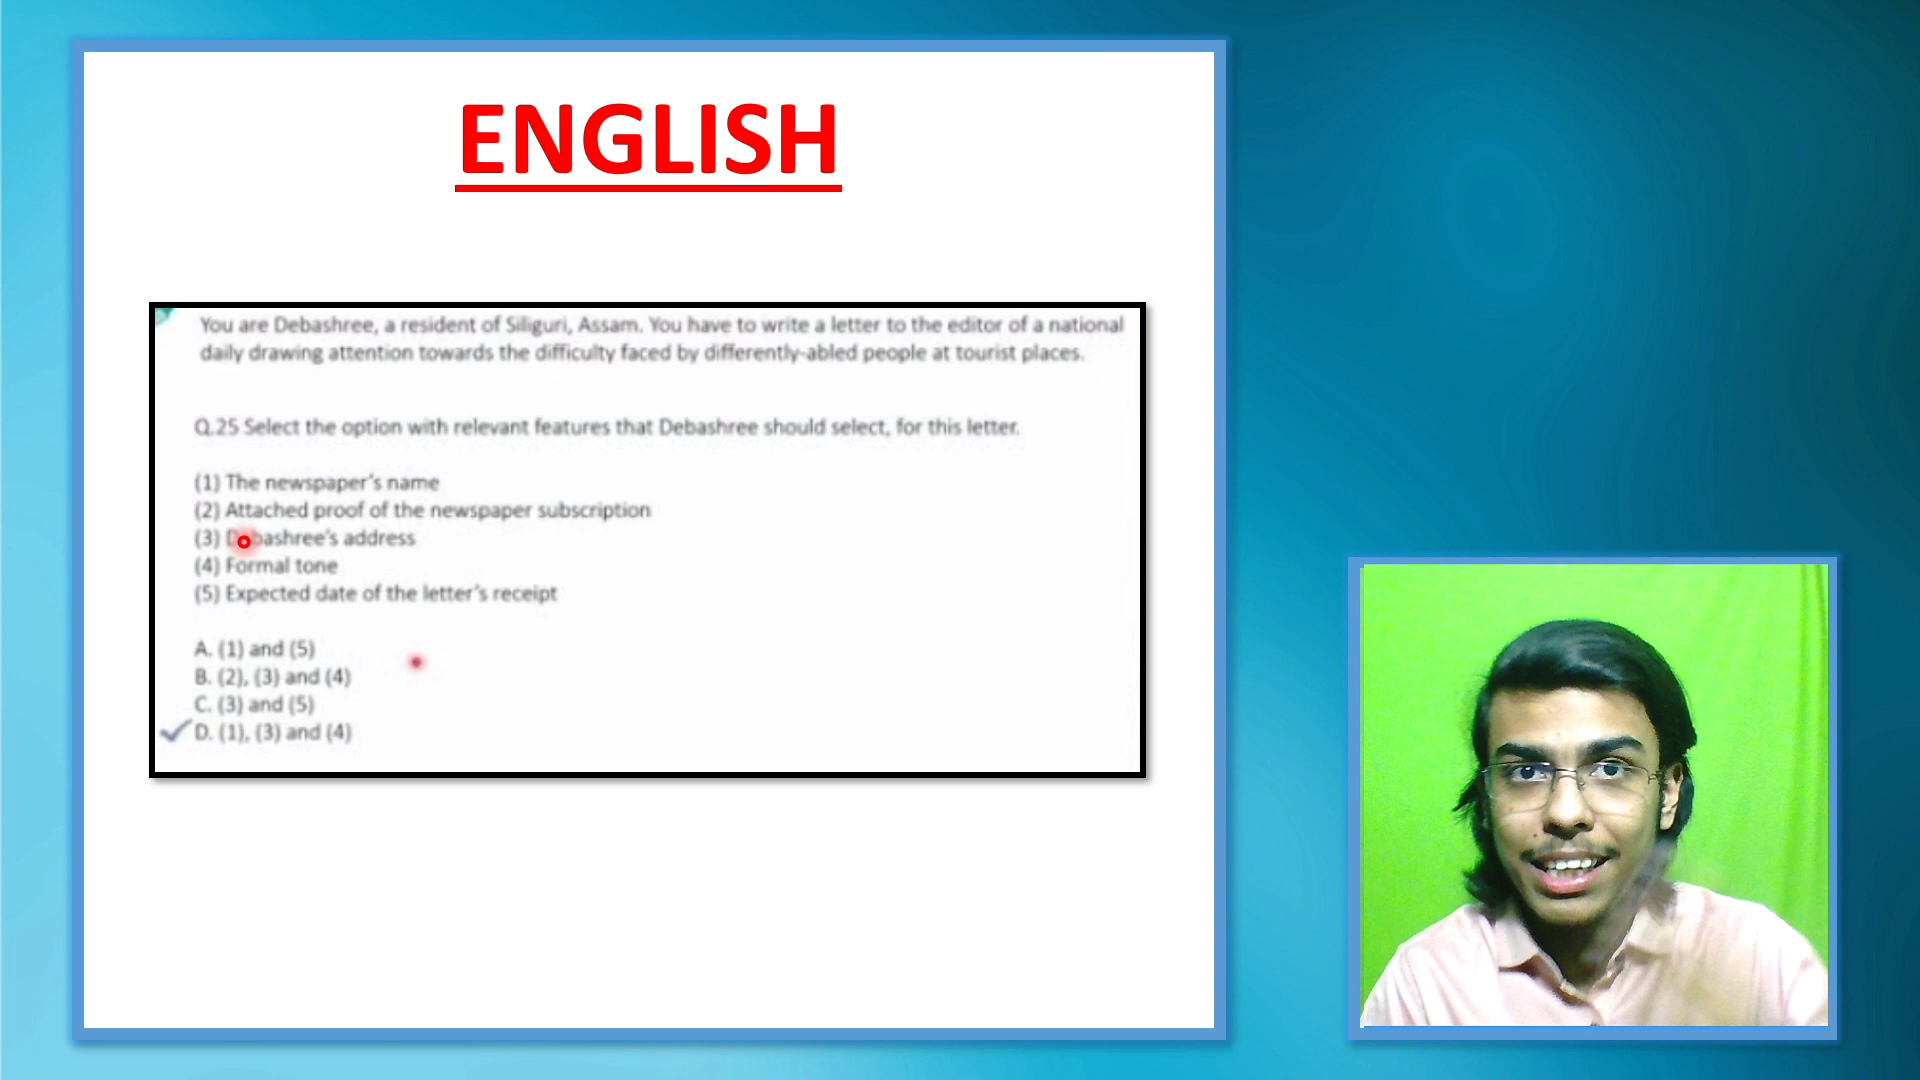 ENGLISH
You are Debashree, a resident of Siliguri, Assam. You have to write a letter to the editor of a national
daily drawing attention towards the difficulty faced by differently-abled people at tourist places.
Q.25 Select the option with relevant features that Debashree should select, for this letter.
(1) The newspaper's name
(2) Attached proof of the newspaper subscription
(3) Debashree's address
(4) Formal tone
(5) Expected date of the letter's receipt
A. (1) and (5)
B. (2), (3) and (4)
C. (3) and (5)
D. (1), (3) and (4)